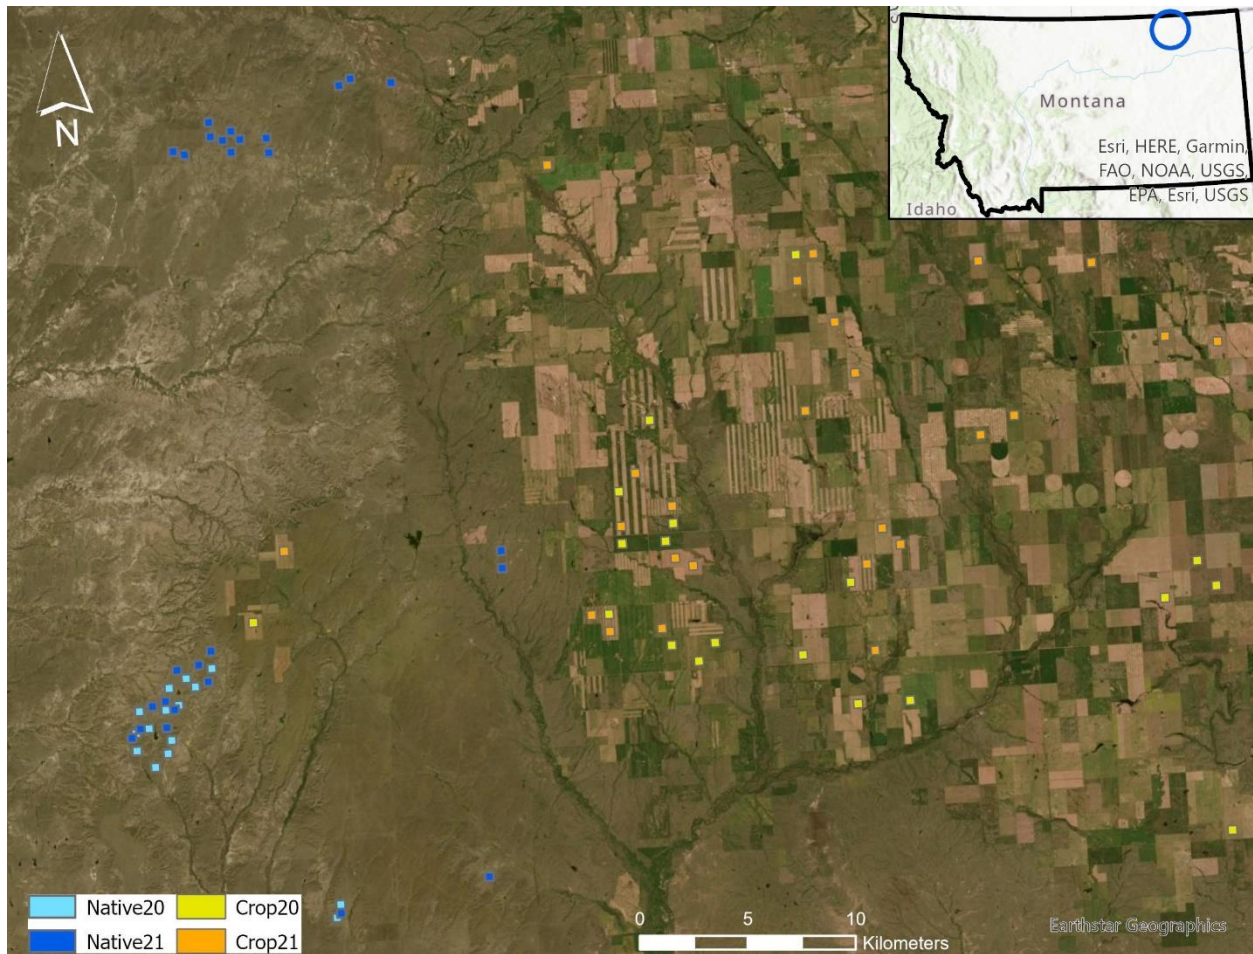 N
Montana
Esri, HERE, Garmin,
FAO, NOAA, USGS,
EPA, Esri, USGS
Idaho
Native20
Crop20
Native21
Crop21
0 5 10
Kilometers
Earthstar Geographics